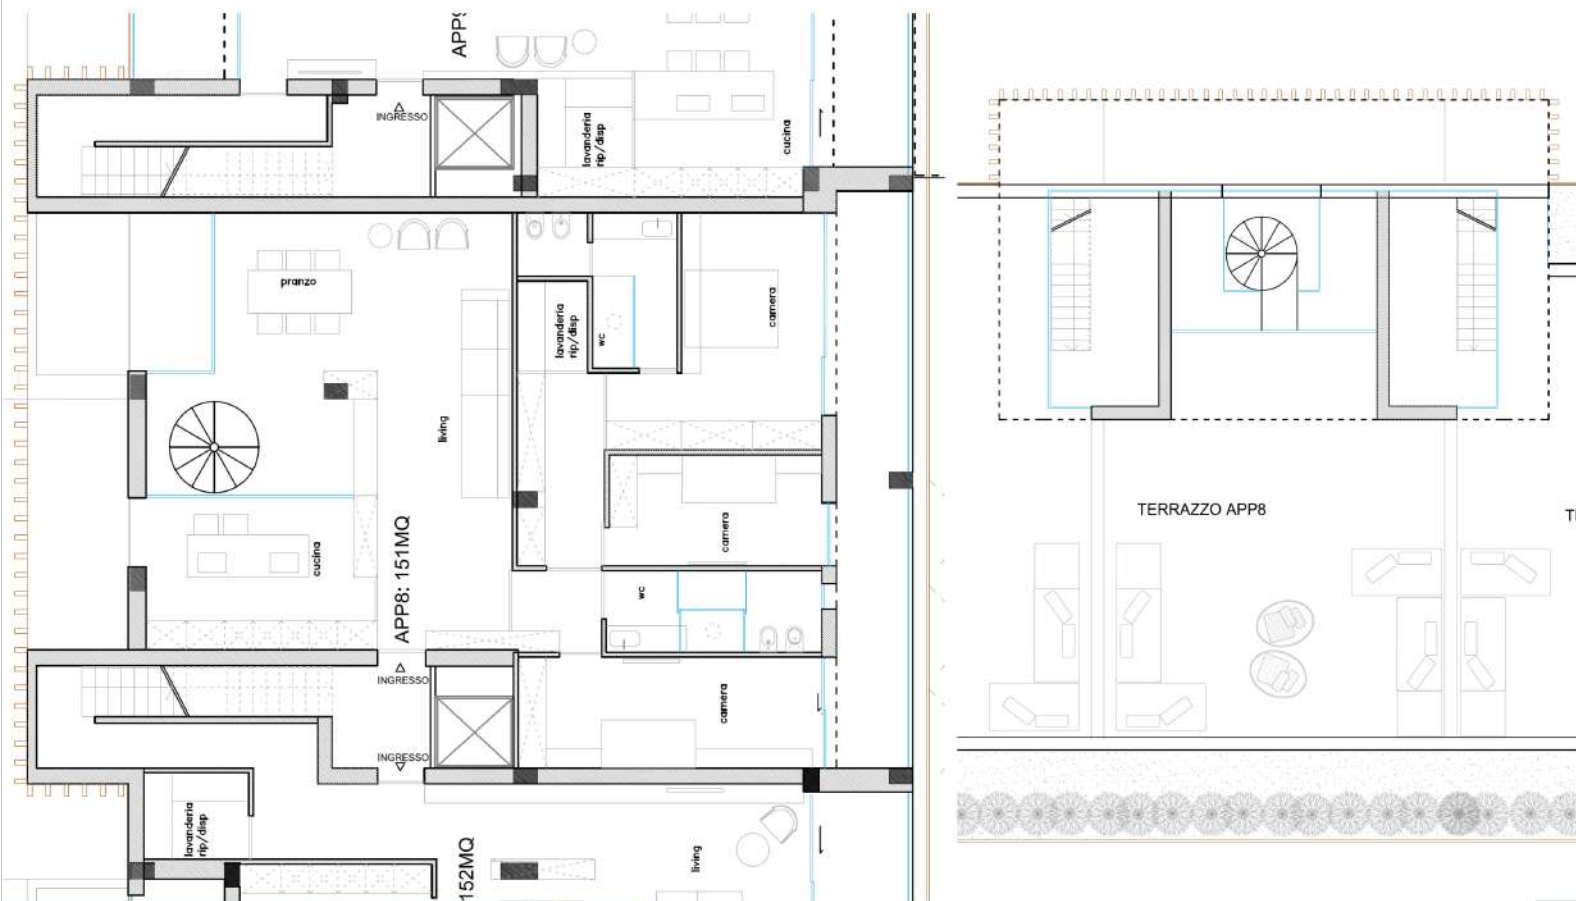 APP9
INGRESSO
lavanderia
rip/disp
cucina
pranzo
lavanderia
rip/disp
wc
camera
living
camera
TERRAZZO APP8
cucina
APP8: 151MQ
wc
INGRESSO
camera
INGRESSO
lavanderia
rip/disp
152MQ
living